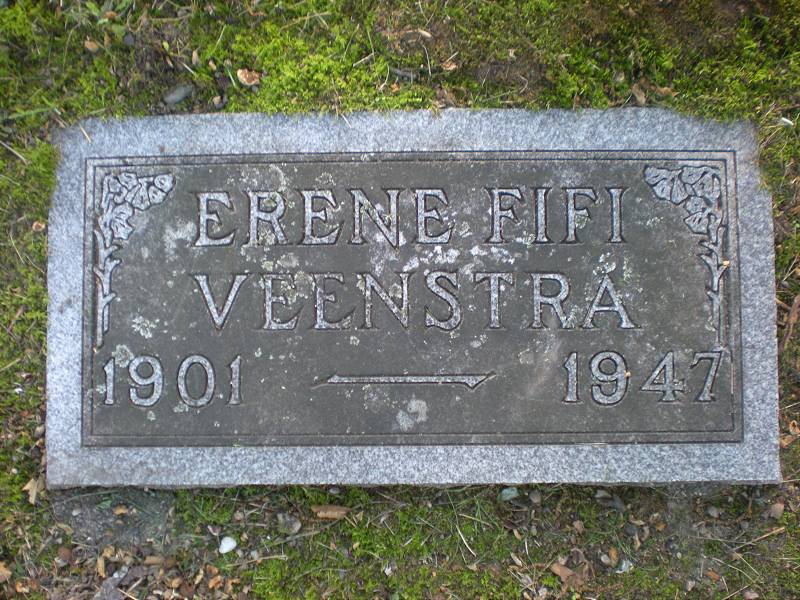 ERENE FIFI
VEENSTRA
1901 — 1947